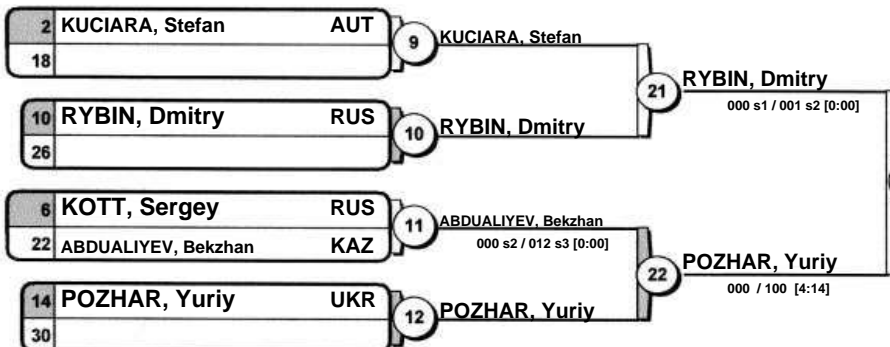 2 KUCIARA, Stefan AUT
18
9
KUCIARA, Stefan
10 RYBIN, Dmitry RUS
26
10
RYBIN, Dmitry
21
RYBIN, Dmitry
000 s1 / 001 s2 [0:00]
6 KOTT, Sergey RUS
22 ABDUALIYEV, Bekzhan KAZ
11
ABDUALIYEV, Bekzhan
000 s2 / 012 s3 [0:00]
14 POZHAR, Yuriy UKR
30
12
POZHAR, Yuriy
22
POZHAR, Yuriy
000 / 100 [4:14]